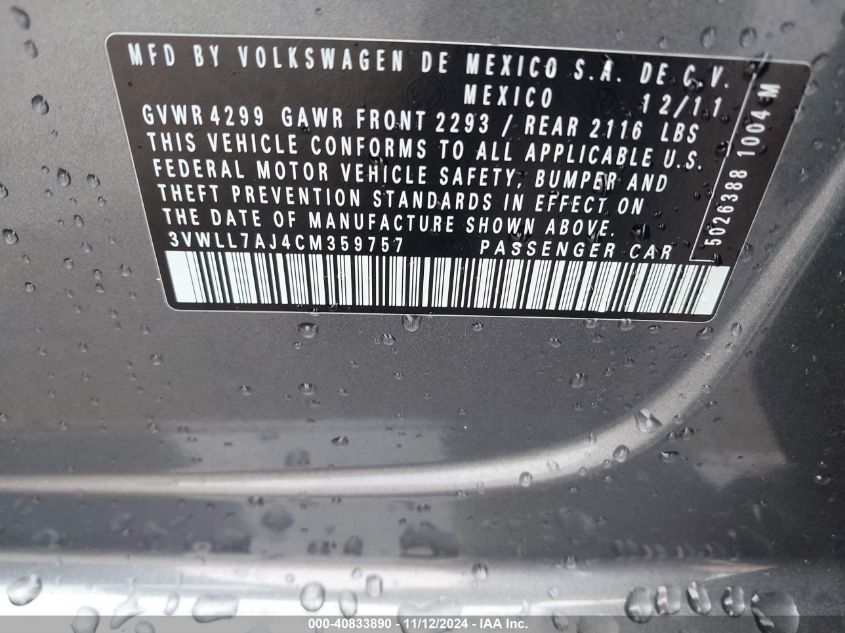 MFD BY VOLKSWAGEN DE MEXICO S.A. DE C.V.
MEXICO 12/11
GVWR 4299 GAWR FRONT 2293 / REAR 2116 LBS
THIS VEHICLE CONFORMS TO ALL APPLICABLE U.S.
FEDERAL MOTOR VEHICLE SAFETY, BUMPER AND
THEFT PREVENTION STANDARDS IN EFFECT ON
THE DATE OF MANUFACTURE SHOWN ABOVE.
3VWLL7AJ4CM359757 PASSENGER CAR
5026388 1004 M
000-40833890 - 11/12/2024 - IAA Inc.